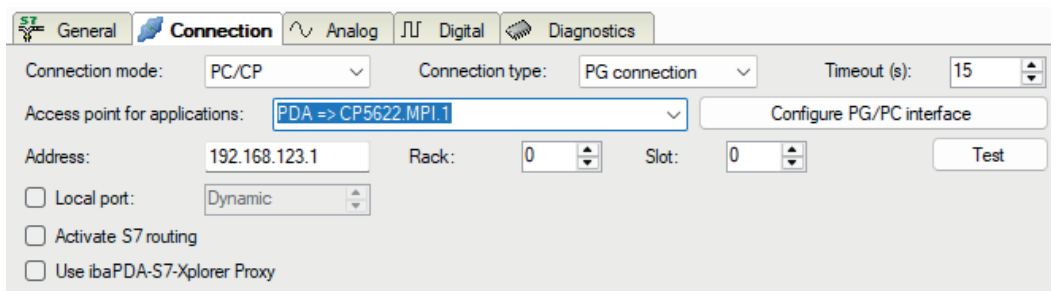 S7 General Connection Analog Digital Diagnostics
Connection mode: PC/CP Connection type: PG connection Timeout (s): 15
Access point for applications: PDA => CP5622.MPI.1 Configure PG/PC interface
Address: 192.168.123.1 Rack: 0 Slot: 0 Test
Local port: Dynamic
Activate S7 routing
Use ibaPDA-S7-Xplorer Proxy